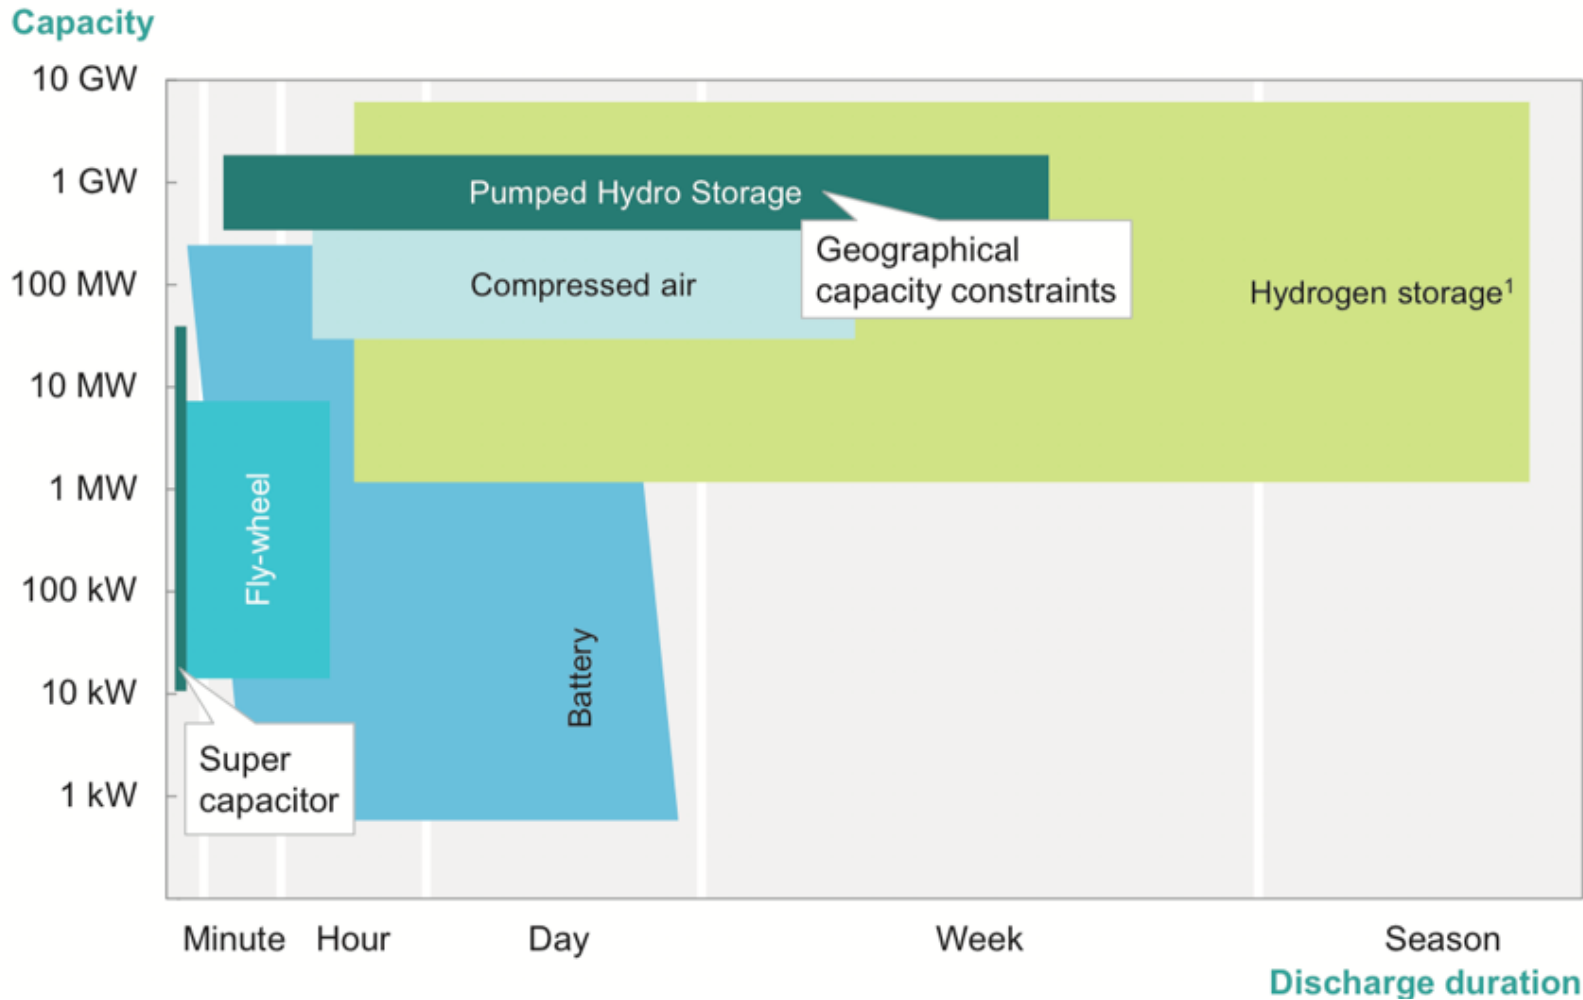 Capacity
10 GW
1 GW
100 MW
10 MW
1 MW
100 kW
10 kW
1 kW
Pumped Hydro Storage
Geographical
capacity constraints
Compressed air
Hydrogen storage¹
Fly-wheel
Battery
Super
capacitor
Minute
Hour
Day
Week
Season
Discharge duration